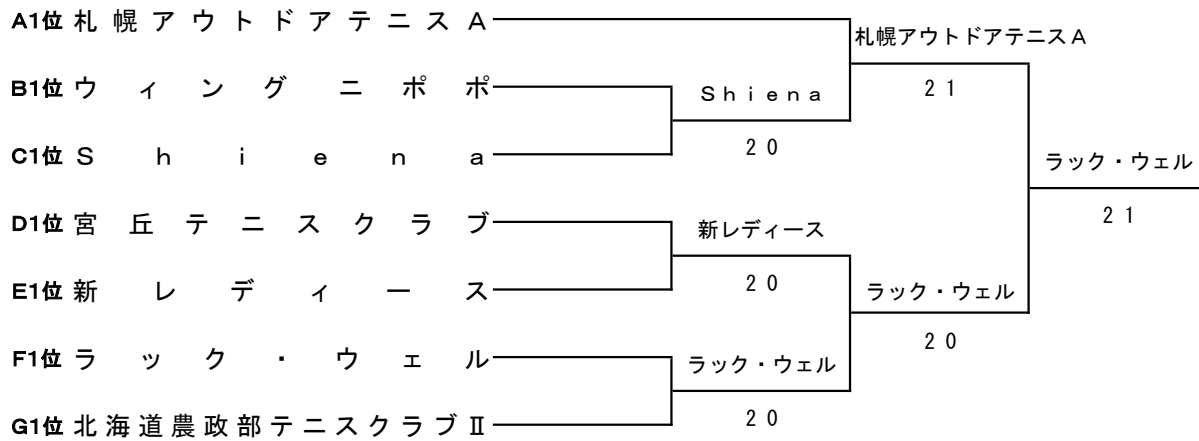 A1位 札幌アウトドアテニスA
札幌アウトドアテニスA
B1位 ウィングニポポ
Shiena
21
C1位 Shiena
20
ラック・ウェル
D1位 宮丘テニスクラブ
新レディース
21
E1位 新レディース
20
ラック・ウェル
F1位 ラック・ウェル
ラック・ウェル
20
G1位 北海道農政部テニスクラブⅡ
20